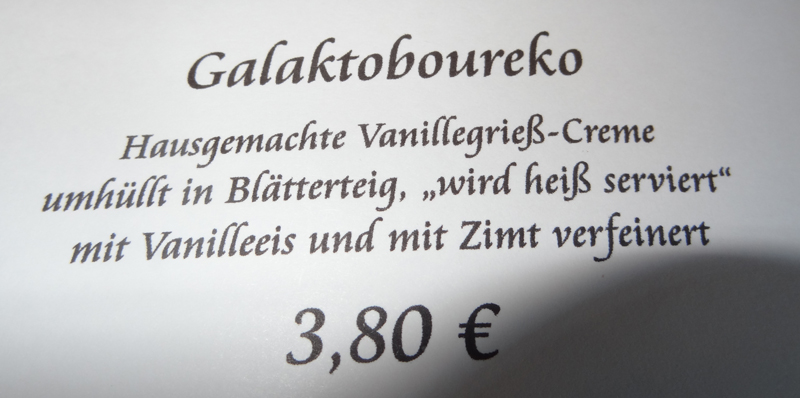 Galaktoboureko
Hausgemachte Vanillegrieß-Creme
umhüllt in Blätterteig, „wird heiß serviert“
mit Vanilleeis und mit Zimt verfeinert
3,80 €